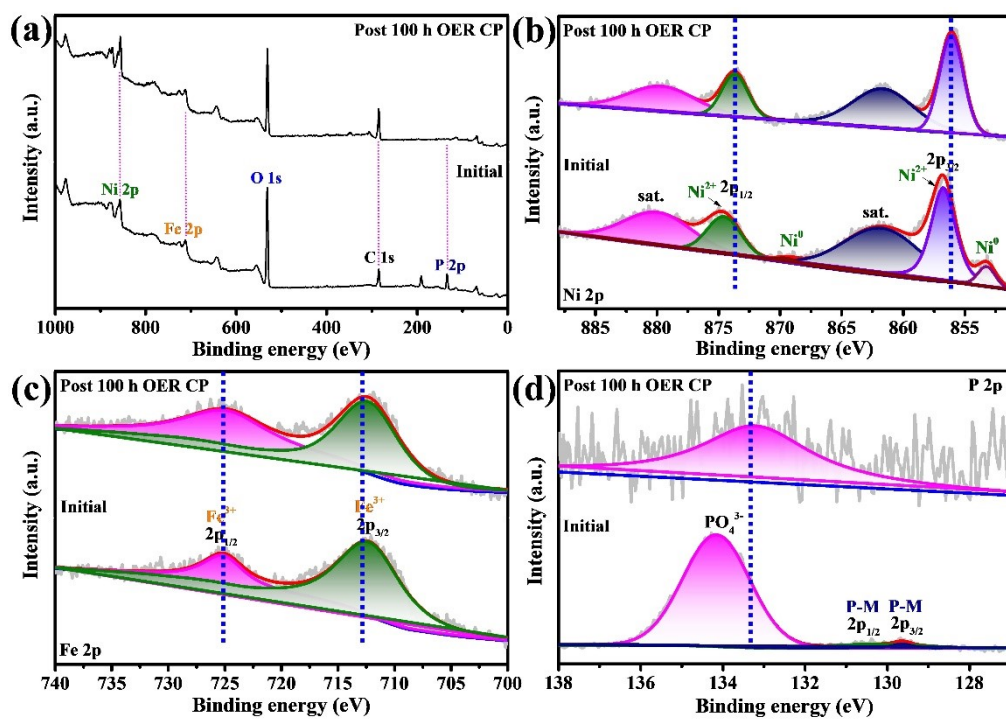 (a)
Post 100 h OER CP
Initial
Ni 2p
Fe 2p
O 1s
C 1s
P 2p
Intensity (a.u.)
1000 800 600 400 200 0
Binding energy (eV)
(b)
Post 100 h OER CP
Initial
sat.
Ni²⁺
2p₁/₂
Ni⁰
sat.
Ni²⁺
2p₃/₂
Ni⁰
Ni 2p
Intensity (a.u.)
885 880 875 870 865 860 855
Binding energy (eV)
(c)
Post 100 h OER CP
Initial
Fe³⁺
2p₁/₂
Fe³⁺
2p₃/₂
Fe 2p
Intensity (a.u.)
740 735 730 725 720 715 710 705 700
Binding energy (eV)
(d)
Post 100 h OER CP
P 2p
Initial
PO₄³⁻
P-M
2p₁/₂
P-M
2p₃/₂
Intensity (a.u.)
138 136 134 132 130 128
Binding energy (eV)